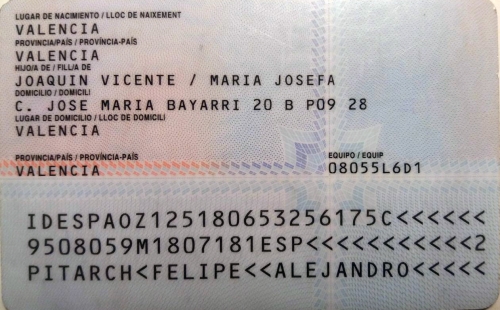 LUGAR DE NACIMIENTO / LLOC DE NAIXEMENT
VALENCIA
PROVINCIA/PAÍS / PROVÍNCIA-PAÍS
VALENCIA
HIJO/A DE / FILL/A DE
JOAQUIN VICENTE / MARIA JOSEFA
DOMICILIO / DOMICILI
C. JOSE MARIA BAYARRI 20 B P09 28
LUGAR DE DOMICILIO / LLOC DE DOMICILI
VALENCIA
PROVINCIA/PAÍS / PROVÍNCIA-PAÍS EQUIPO / EQUIP
VALENCIA 08055L6D1
IDESPAOZ125180653256175C<<<<<<
9508059M1807181ESP<<<<<<<<<<<2
PITARCH<FELIPE<<ALEJANDRO<<<<<